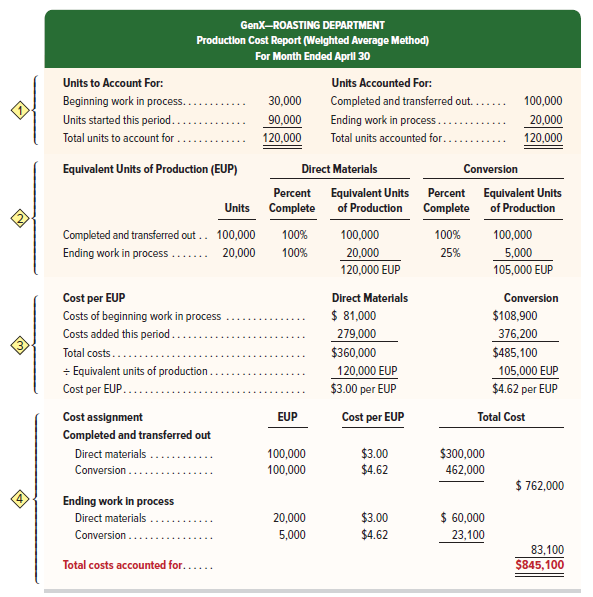 GenX—ROASTING DEPARTMENT
Production Cost Report (Weighted Average Method)
For Month Ended April 30
1
Units to Account For: Units Accounted For:
Beginning work in process............. 30,000 Completed and transferred out....... 100,000
Units started this period............... 90,000 Ending work in process............. 20,000
Total units to account for............. 120,000 Total units accounted for............ 120,000
2
Equivalent Units of Production (EUP) Direct Materials Conversion
Percent Equivalent Units Percent Equivalent Units
Units Complete of Production Complete of Production
Completed and transferred out .. 100,000 100% 100,000 100% 100,000
Ending work in process ....... 20,000 100% 20,000 25% 5,000
120,000 EUP 105,000 EUP
3
Cost per EUP Direct Materials Conversion
Costs of beginning work in process ............... $ 81,000 $108,900
Costs added this period......................... 279,000 376,200
Total costs.................................... $360,000 $485,100
÷ Equivalent units of production.................. 120,000 EUP 105,000 EUP
Cost per EUP.................................. $3.00 per EUP $4.62 per EUP
4
Cost assignment EUP Cost per EUP Total Cost
Completed and transferred out
Direct materials ............ 100,000 $3.00 $300,000
Conversion................ 100,000 $4.62 462,000
$ 762,000
Ending work in process
Direct materials ............ 20,000 $3.00 $ 60,000
Conversion................ 5,000 $4.62 23,100
83,100
Total costs accounted for...... $845,100